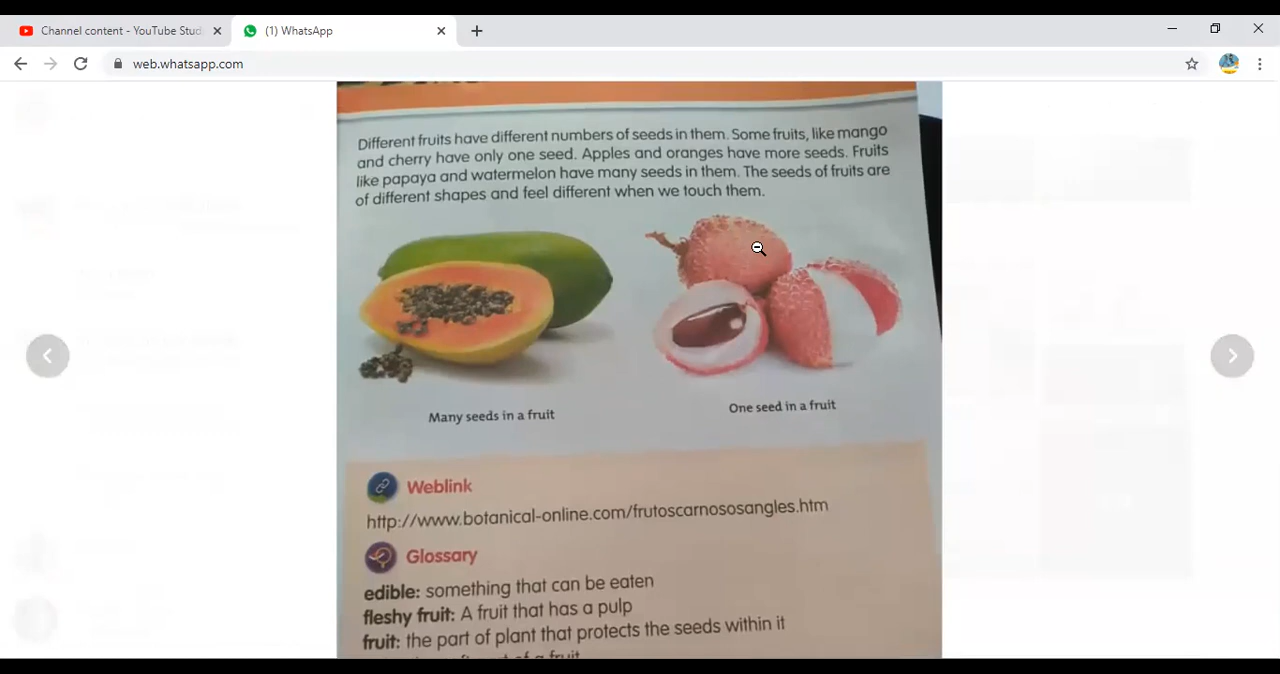 Channel content - YouTube Stud
(1) WhatsApp
web.whatsapp.com
Different fruits have different numbers of seeds in them. Some fruits, like mango
and cherry have only one seed. Apples and oranges have more seeds. Fruits
like papaya and watermelon have many seeds in them. The seeds of fruits are
of different shapes and feel different when we touch them.
Many seeds in a fruit
One seed in a fruit
Weblink
http://www.botanical-online.com/frutoscarnososangles.htm
Glossary
edible: something that can be eaten
fleshy fruit: A fruit that has a pulp
fruit: the part of plant that protects the seeds within it
of a fruit